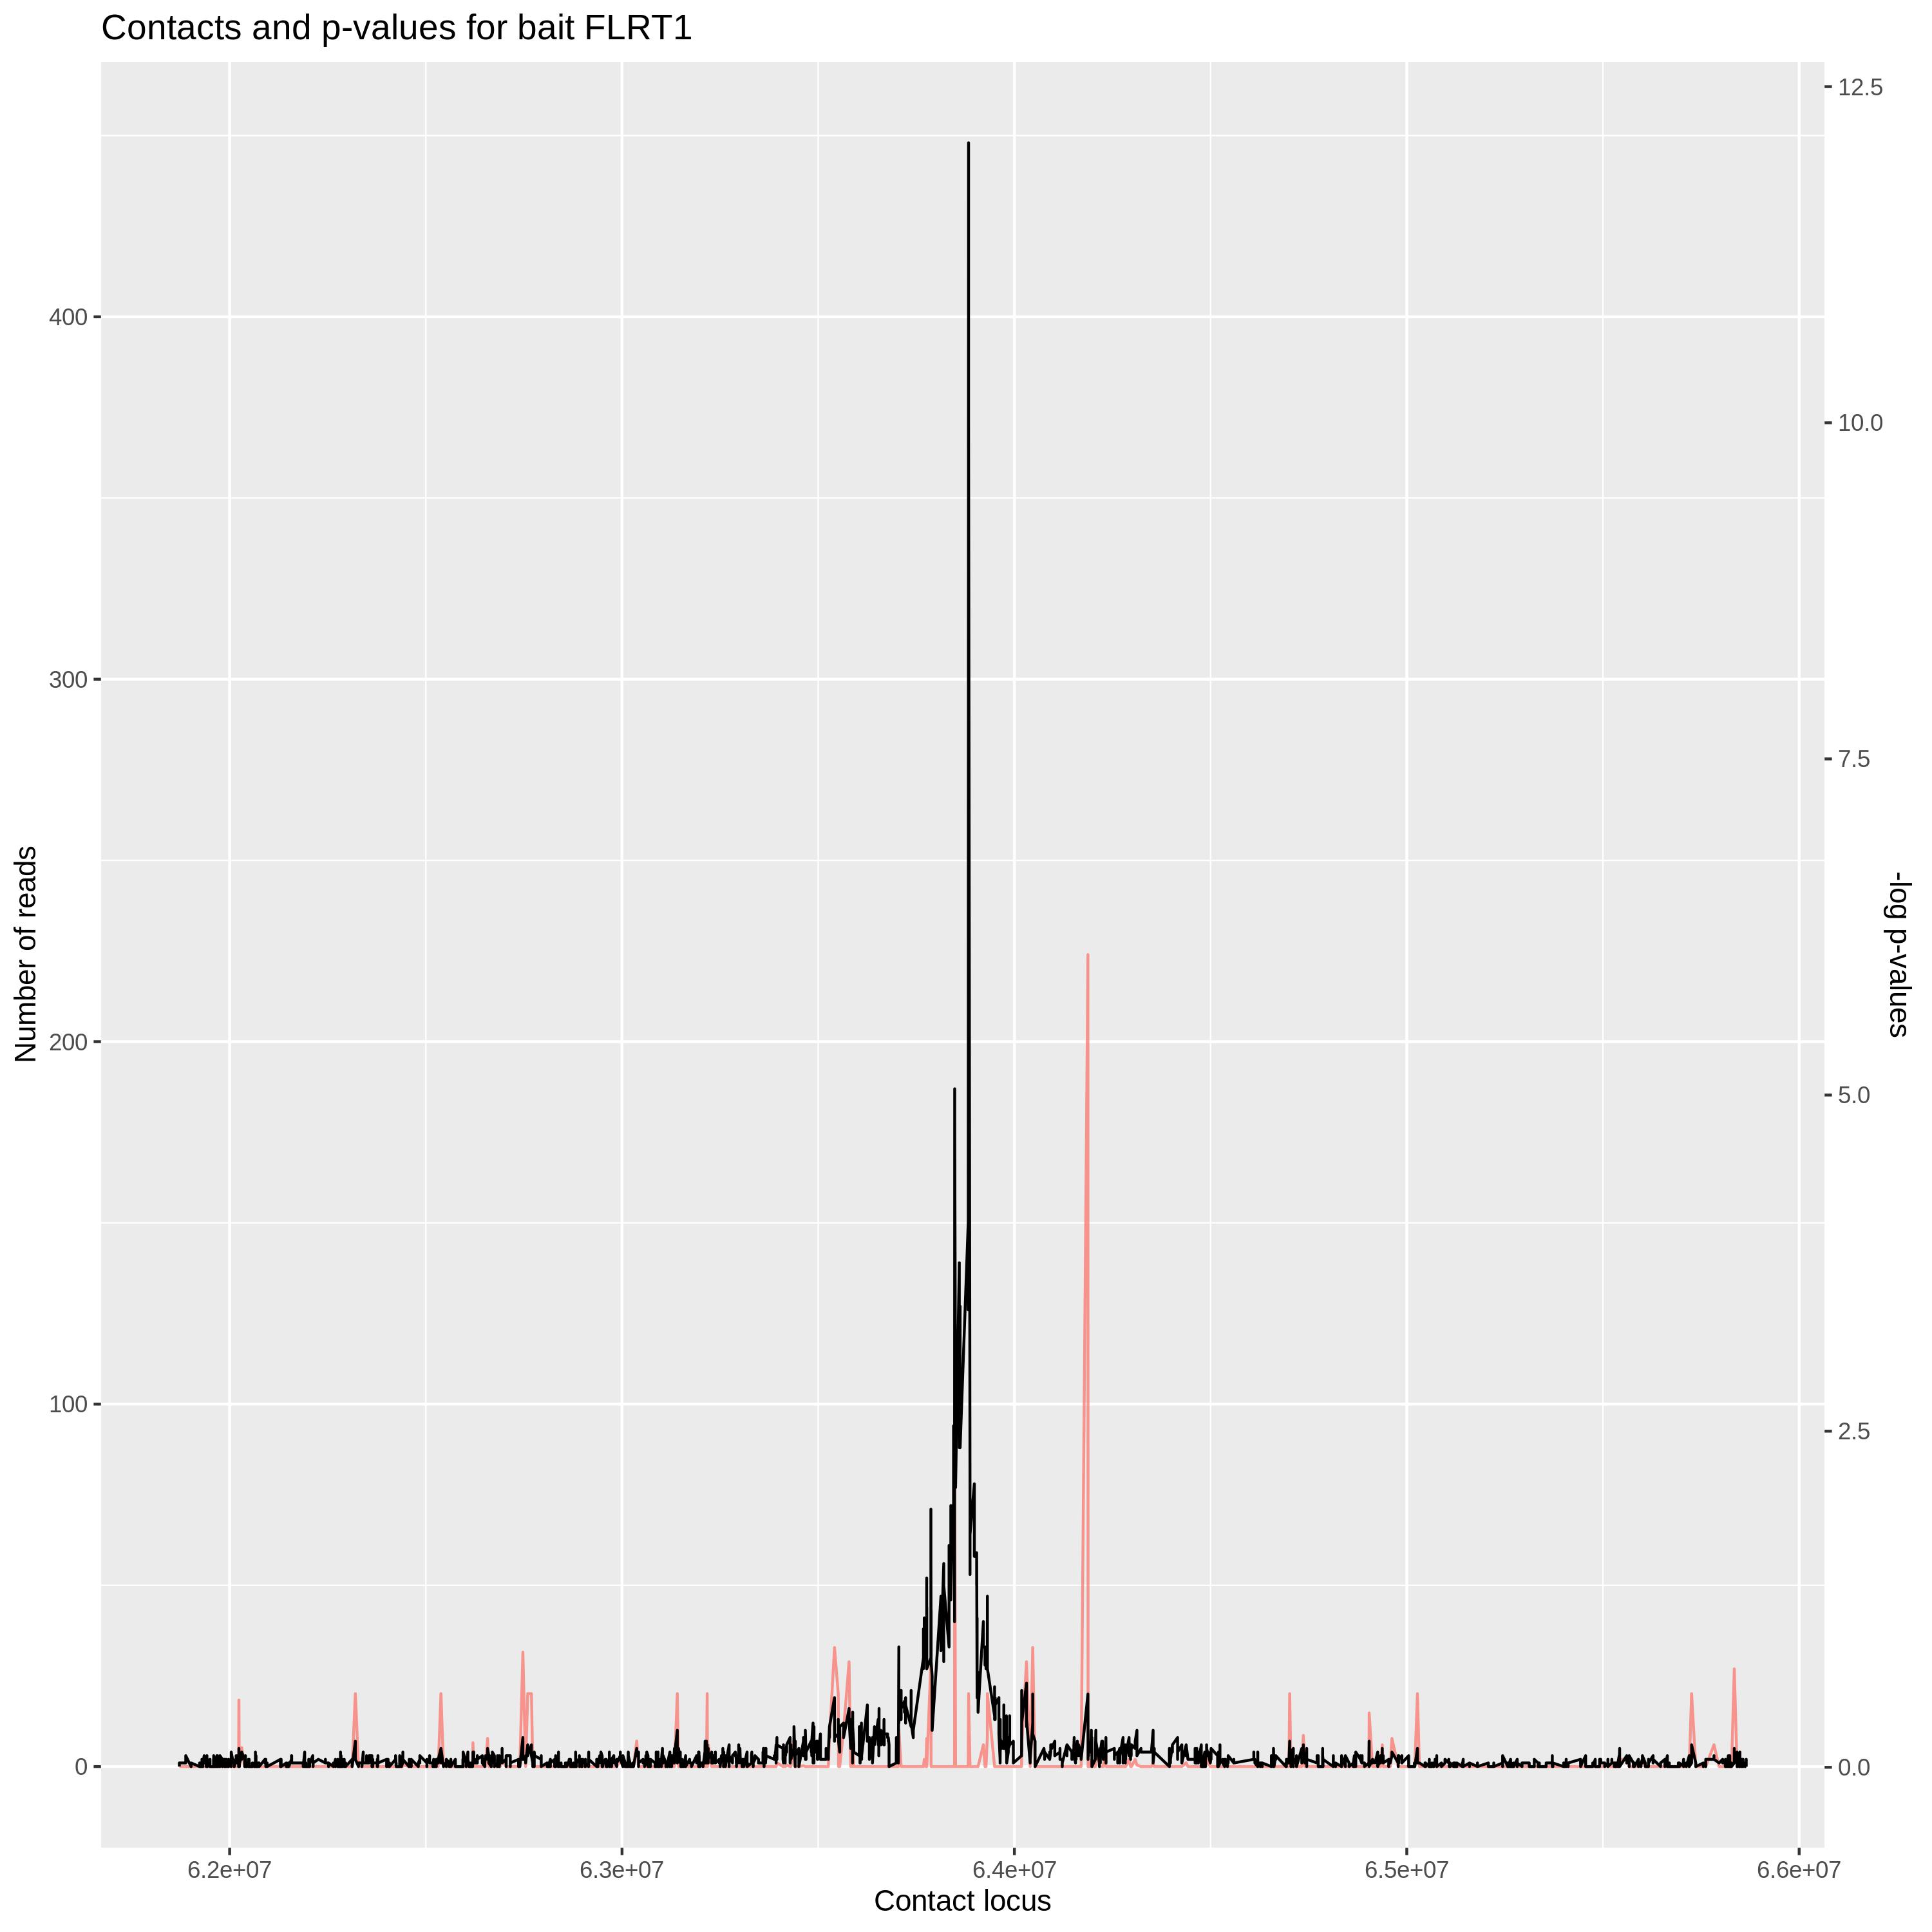 Contacts and p-values for bait FLRT1
12.5
400
10.0
300
7.5
Number of reads
-log p-values
200
5.0
100
2.5
0
0.0
6.2e+07
6.3e+07
6.4e+07
6.5e+07
6.6e+07
Contact locus